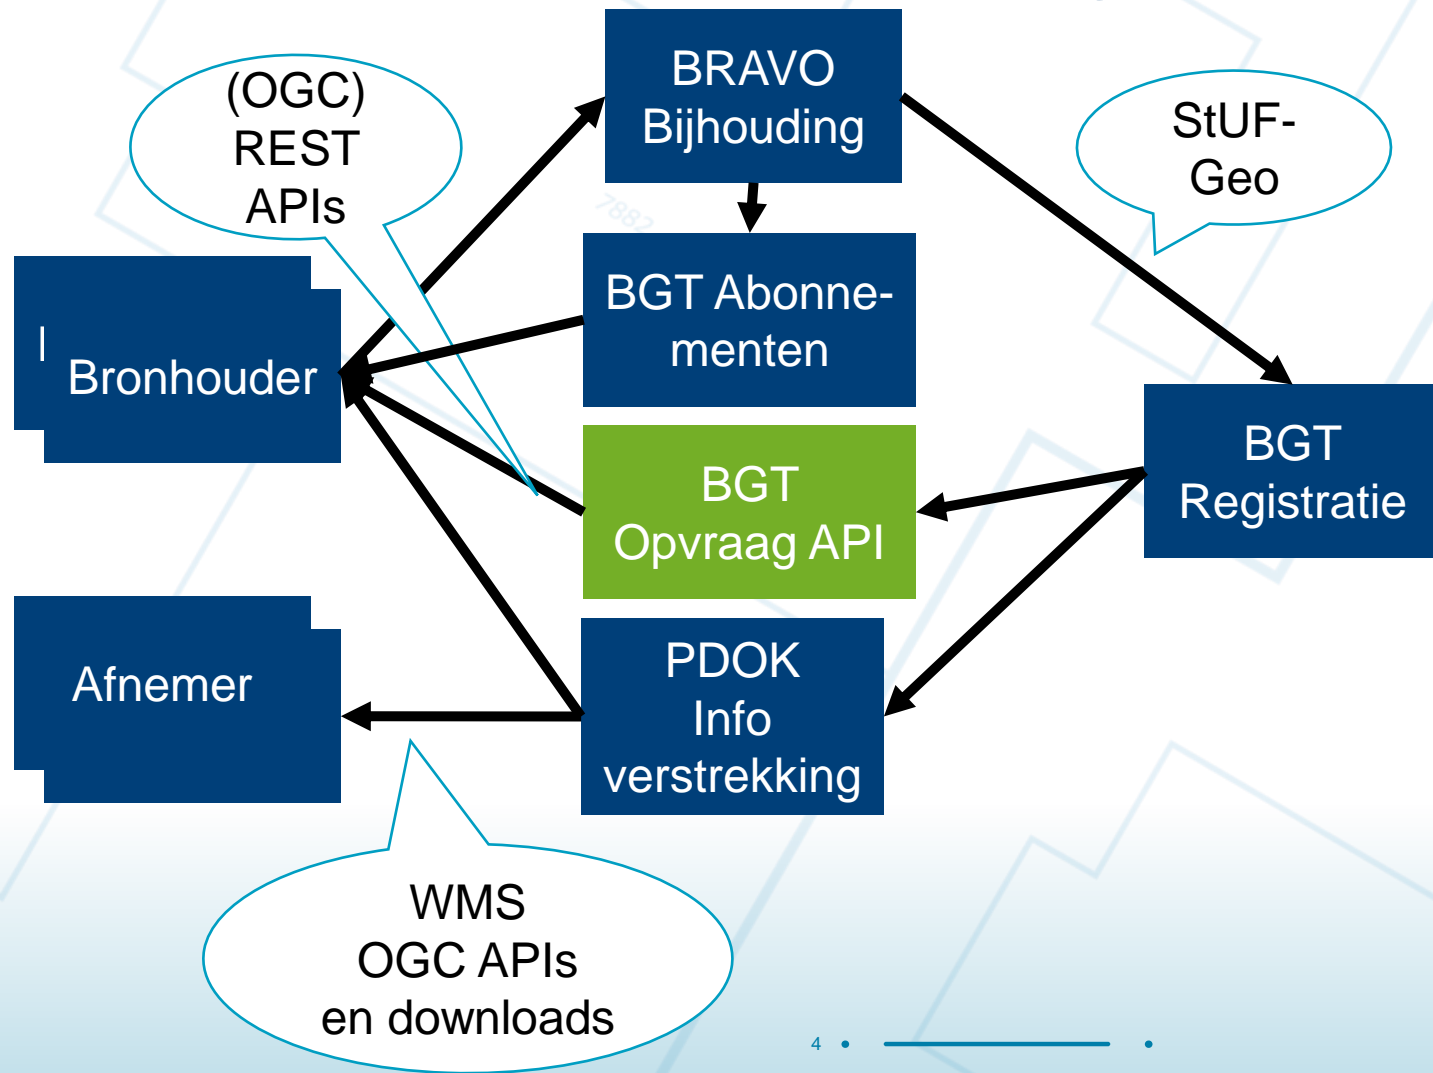 BRAVO
Bijhouding
(OGC)
REST
APIs
StUF-
Geo
7882
BGT Abonne-
menten
Bronhouder
BGT
Opvraag API
BGT
Registratie
Afnemer
PDOK
Info
verstrekking
WMS
OGC APIs
en downloads
4